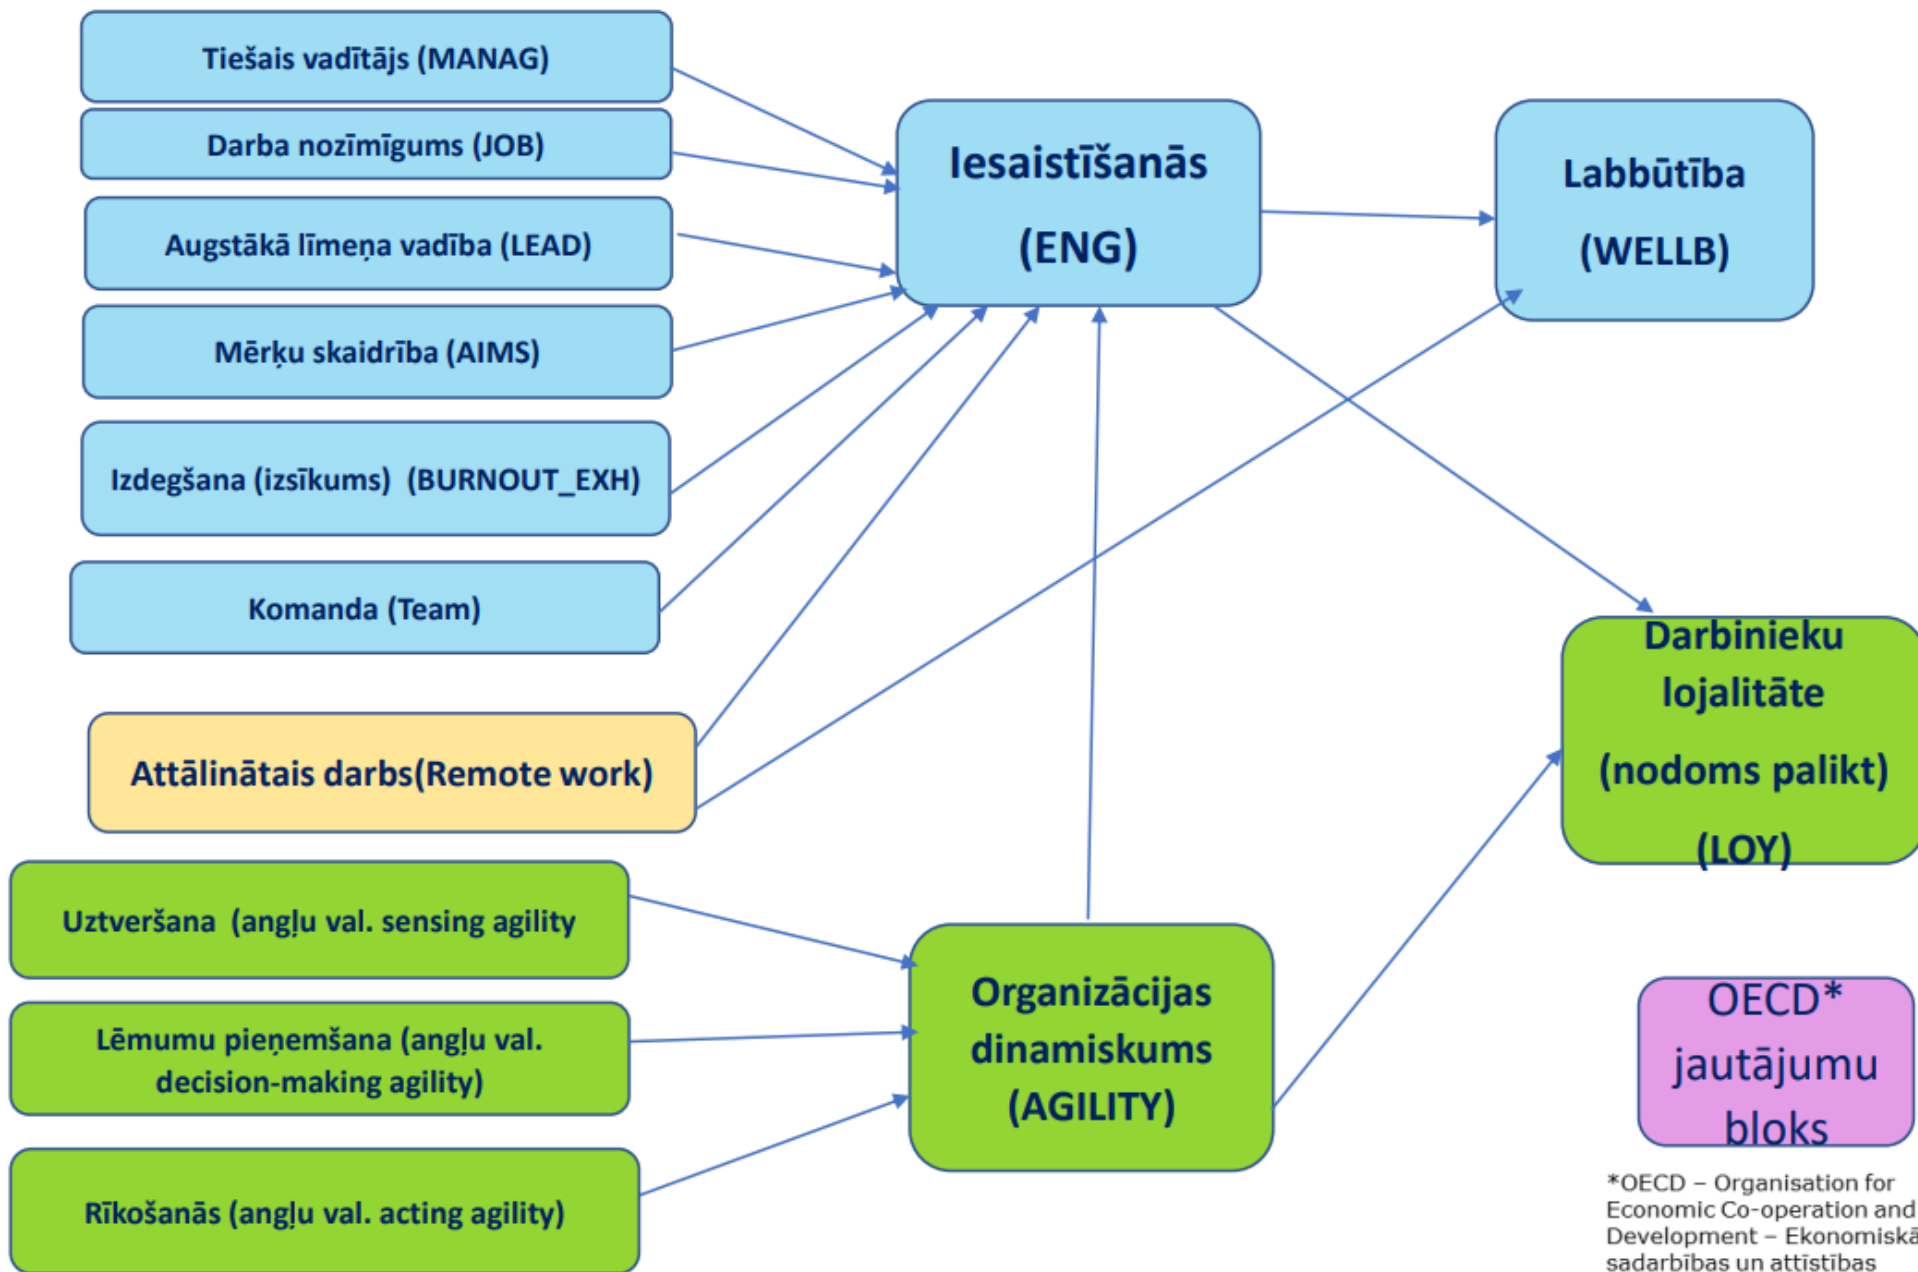 Tiešais vadītājs (MANAG)
Darba nozīmīgums (JOB)
Augstākā līmeņa vadība (LEAD)
Mērķu skaidrība (AIMS)
Izdegšana (izsīkums)  (BURNOUT_EXH)
Komanda (Team)
Attālinātais darbs(Remote work)
Uztveršana  (angļu val. sensing agility
Lēmumu pieņemšana (angļu val.
decision-making agility)
Rīkošanās (angļu val. acting agility)
Iesaistīšanās
(ENG)
Organizācijas
dinamiskums
(AGILITY)
Labbūtība
(WELLB)
Darbinieku
lojalitāte
(nodoms palikt)
(LOY)
OECD*
jautājumu
bloks
*OECD – Organisation for
Economic Co-operation and
Development – Ekonomiskā
sadarbības un attīstības